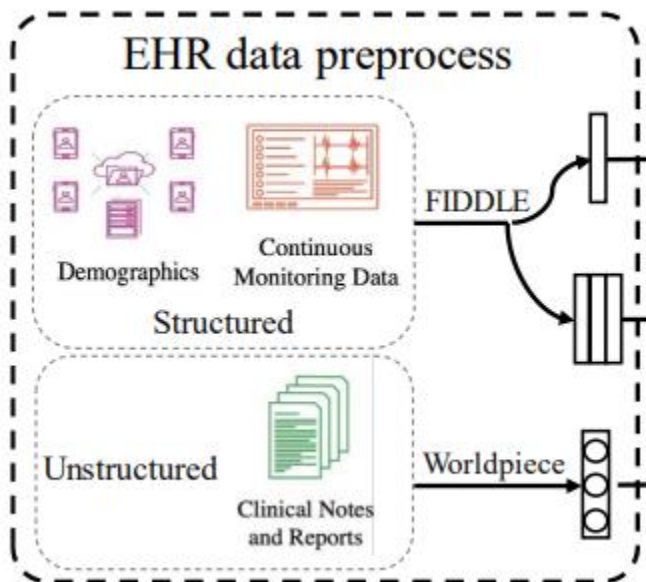 EHR data preprocess
Demographics
Continuous
Monitoring Data
Structured
FIDDLE
Unstructured
Clinical Notes
and Reports
Worldpiece